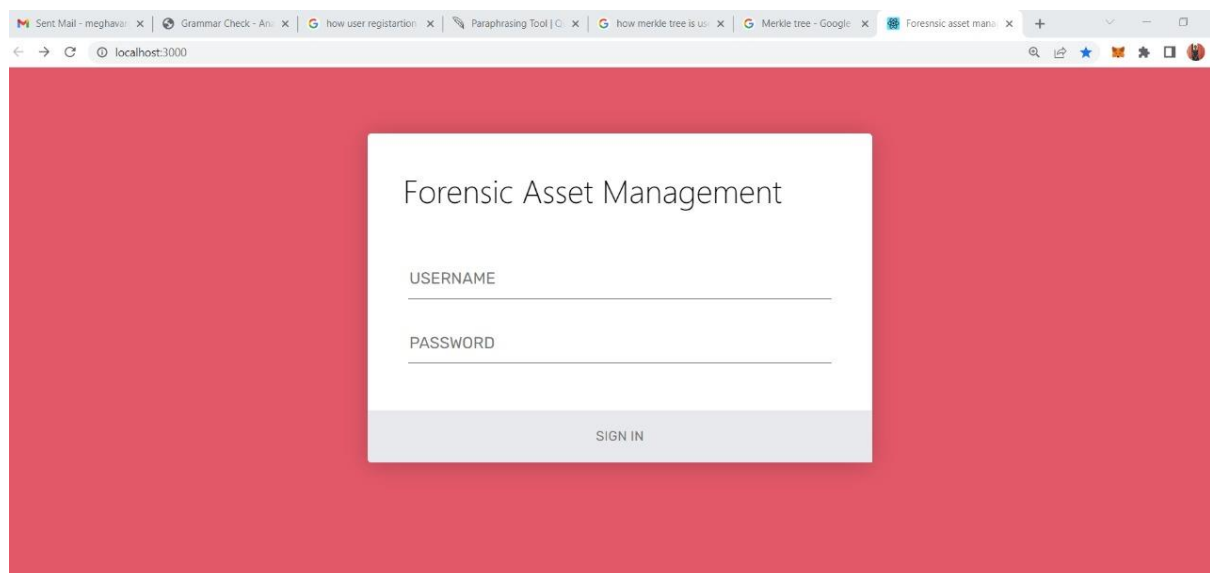 Sent Mail - meghavar
Grammar Check - Ana
how user registartion
Paraphrasing Tool | Q
how merkle tree is us
Merkle tree - Google
Foresnsic asset mana
localhost:3000
Forensic Asset Management
USERNAME
PASSWORD
SIGN IN